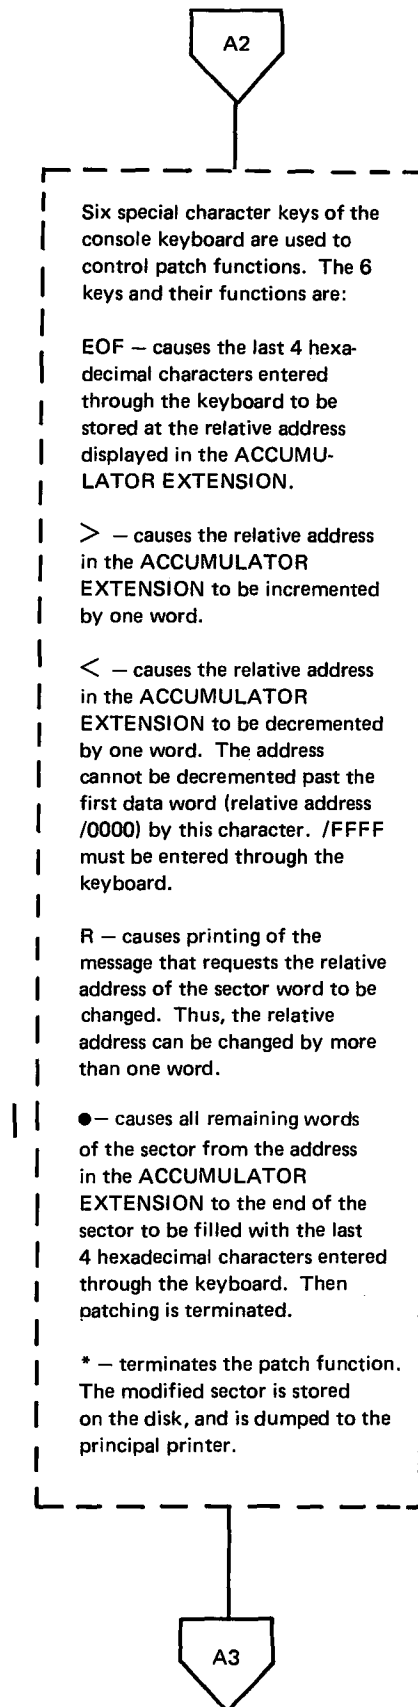 A2
Six special character keys of the
console keyboard are used to
control patch functions. The 6
keys and their functions are:
EOF — causes the last 4 hexa-
decimal characters entered
through the keyboard to be
stored at the relative address
displayed in the ACCUMU-
LATOR EXTENSION.
> — causes the relative address
in the ACCUMULATOR
EXTENSION to be incremented
by one word.
< — causes the relative address
in the ACCUMULATOR
EXTENSION to be decremented
by one word. The address
cannot be decremented past the
first data word (relative address
/0000) by this character. /FFFF
must be entered through the
keyboard.
R — causes printing of the
message that requests the relative
address of the sector word to be
changed. Thus, the relative
address can be changed by more
than one word.
●— causes all remaining words
of the sector from the address
in the ACCUMULATOR
EXTENSION to the end of the
sector to be filled with the last
4 hexadecimal characters entered
through the keyboard. Then
patching is terminated.
* — terminates the patch function.
The modified sector is stored
on the disk, and is dumped to the
principal printer.
A3